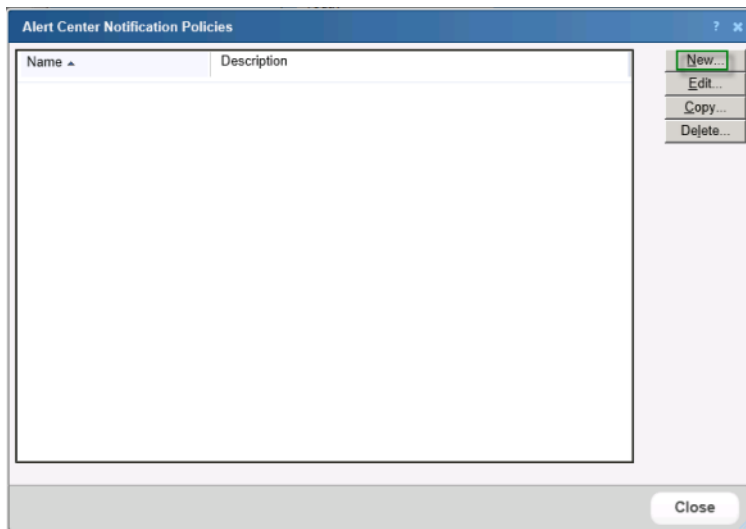 Alert Center Notification Policies ? x
Name Description
New...
Edit...
Copy...
Delete...
Close